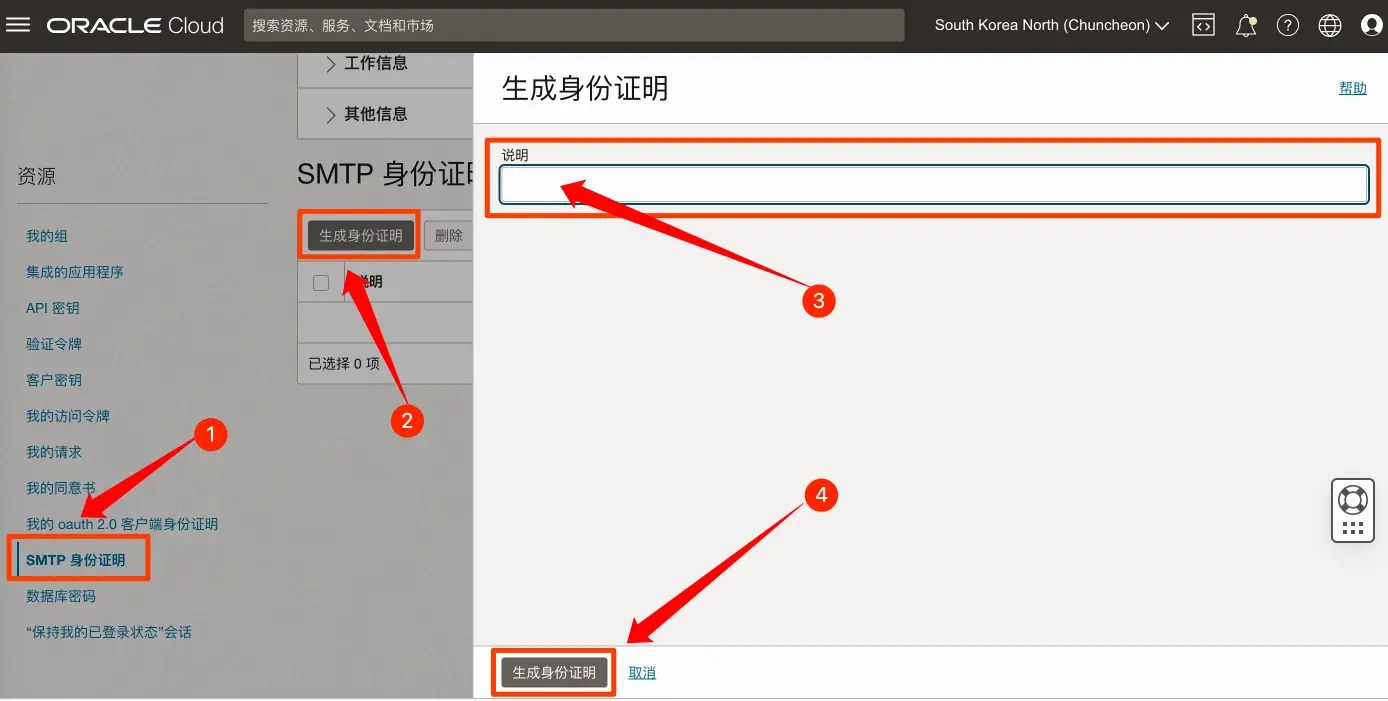 ORACLE Cloud
搜索资源、服务、文档和市场
South Korea North (Chuncheon)
工作信息
其他信息
资源
我的组
集成的应用程序
API 密钥
验证令牌
客户密钥
我的访问令牌
我的请求
我的同意书
我的 oauth 2.0 客户端身份证明
SMTP 身份证明
数据库密码
“保持我的已登录状态”会话
1
SMTP 身份证
生成身份证明
删除
明
已选择 0 项
2
生成身份证明
帮助
说明
3
4
生成身份证明
取消